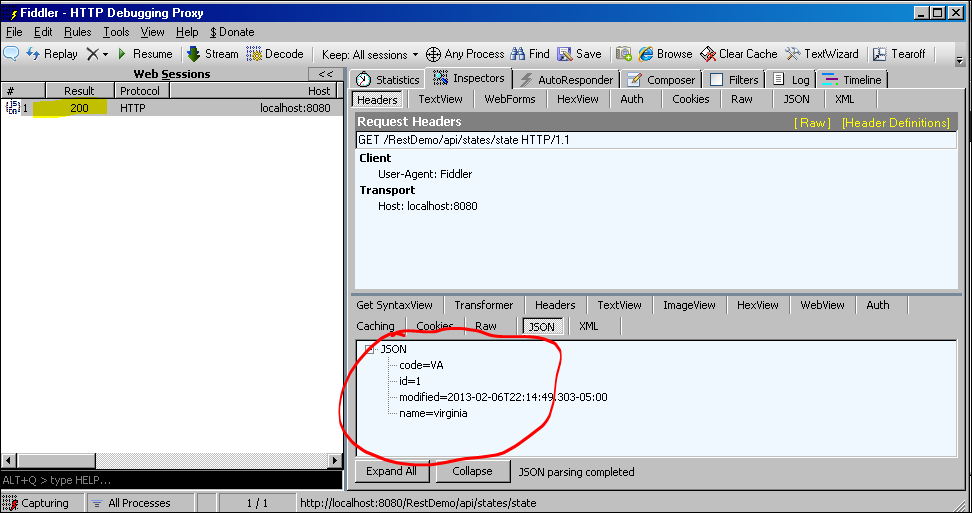 Fiddler - HTTP Debugging Proxy
File Edit Rules Tools View Help $ Donate
Replay Resume Stream Decode Keep: All sessions Any Process Find Save Browse Clear Cache TextWizard Tearoff
Web Sessions <<
# Result Protocol Host
1 200 HTTP localhost:8080
ALT+Q > type HELP...
Statistics Inspectors AutoResponder Composer Filters Log Timeline
Headers TextView WebForms HexView Auth Cookies Raw JSON XML
Request Headers [ Raw ] [Header Definitions]
GET /RestDemo/api/states/state HTTP/1.1
Client
User-Agent: Fiddler
Transport
Host: localhost:8080
Get SyntaxView Transformer Headers TextView ImageView HexView WebView Auth
Caching Cookies Raw JSON XML
JSON
code=VA
id=1
modified=2013-02-06T22:14:49.303-05:00
name=virginia
Expand All Collapse JSON parsing completed
Capturing All Processes 1 / 1 http://localhost:8080/RestDemo/api/states/state